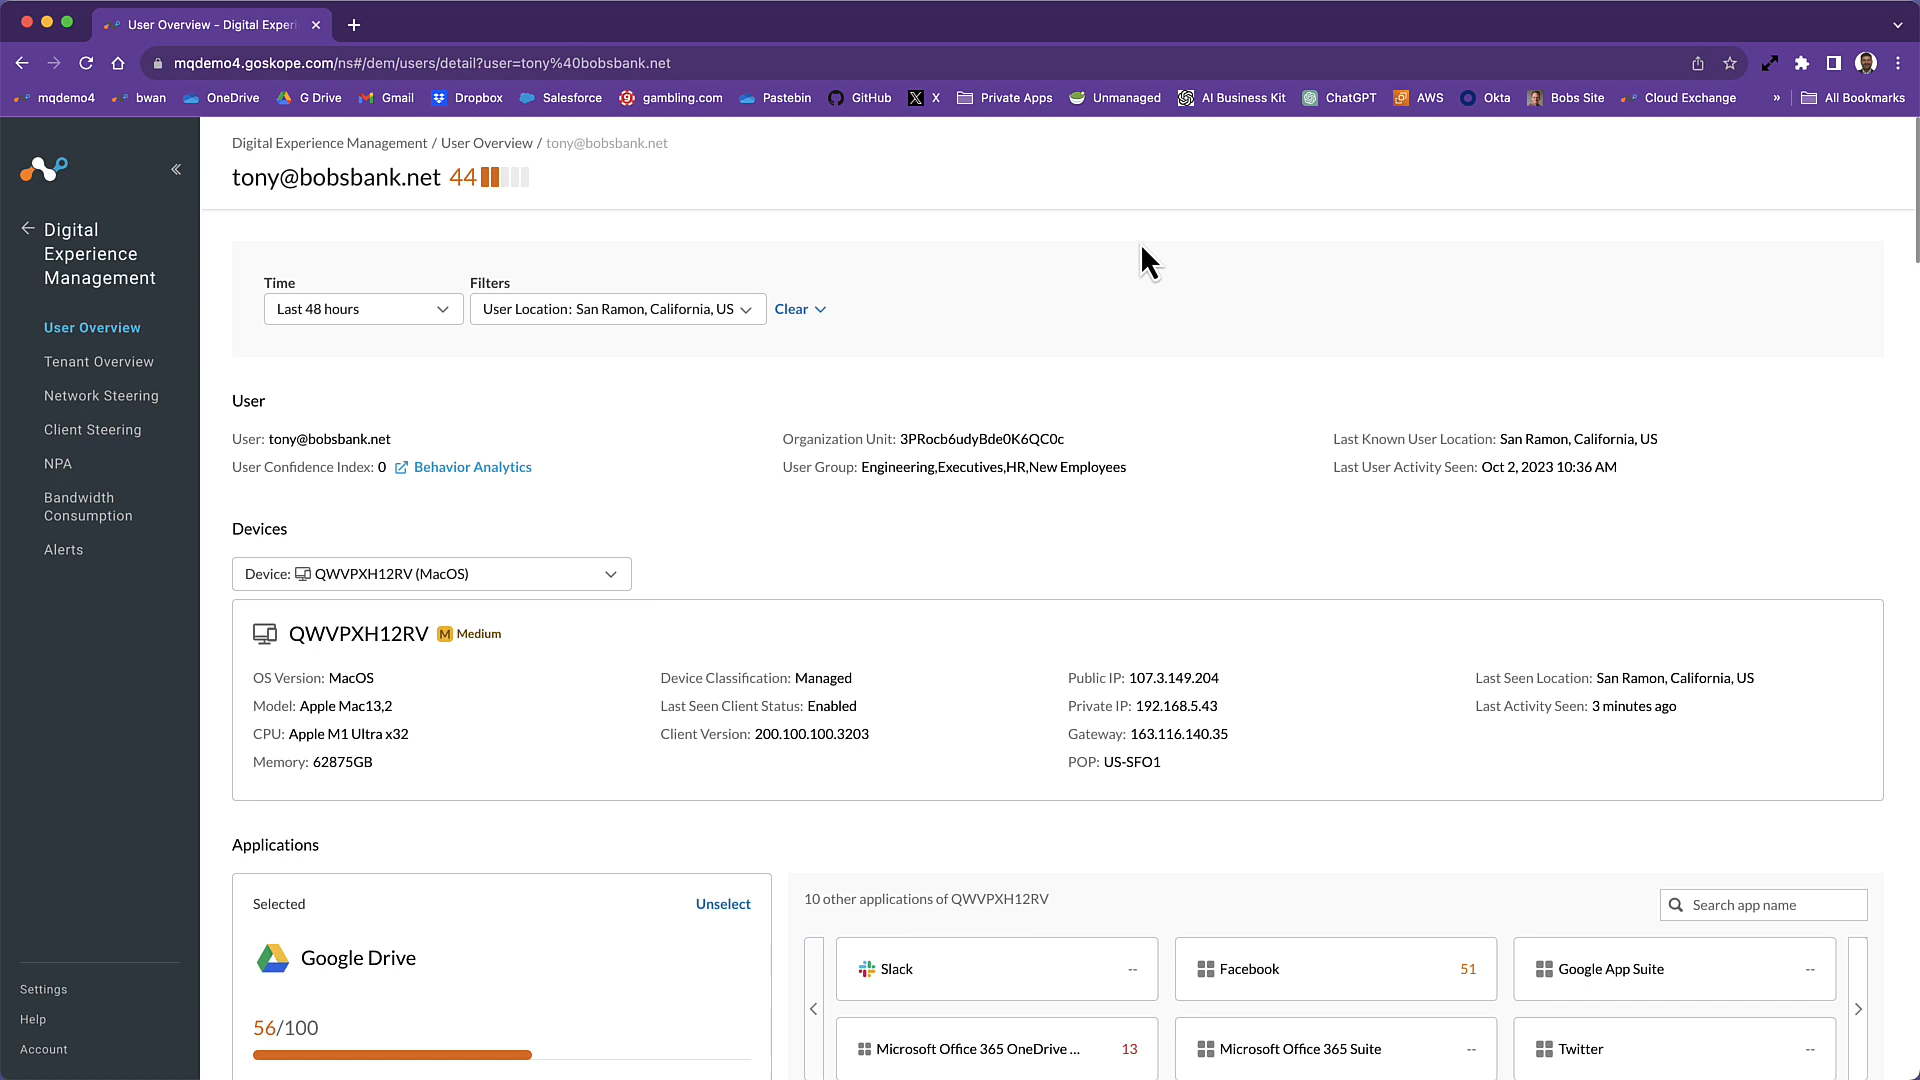 User Overview - Digital Experi
mqdemo4.goskope.com/ns#/dem/users/detail?user=tony%40bobsbank.net
mqdemo4 bwan OneDrive G Drive Gmail Dropbox Salesforce gambling.com Pastebin GitHub X Private Apps Unmanaged AI Business Kit ChatGPT AWS Okta Bobs Site Cloud Exchange » All Bookmarks
Digital Experience Management
User Overview
Tenant Overview
Network Steering
Client Steering
NPA
Bandwidth
Consumption
Alerts
Settings
Help
Account
Digital Experience Management / User Overview / tony@bobsbank.net
tony@bobsbank.net 44
Time Filters
Last 48 hours User Location: San Ramon, California, US Clear
User
User: tony@bobsbank.net Organization Unit: 3PRocb6udyBde0K6QC0c Last Known User Location: San Ramon, California, US
User Confidence Index: 0 Behavior Analytics User Group: Engineering,Executives,HR,New Employees Last User Activity Seen: Oct 2, 2023 10:36 AM
Devices
Device: QWVPXH12RV (MacOS)
QWVPXH12RV M Medium
OS Version: MacOS Device Classification: Managed Public IP: 107.3.149.204 Last Seen Location: San Ramon, California, US
Model: Apple Mac13,2 Last Seen Client Status: Enabled Private IP: 192.168.5.43 Last Activity Seen: 3 minutes ago
CPU: Apple M1 Ultra x32 Client Version: 200.100.100.3203 Gateway: 163.116.140.35
Memory: 62875GB POP: US-SFO1
Applications
Selected Unselect
Google Drive
56/100
10 other applications of QWVPXH12RV Search app name
Slack -- Facebook 51 Google App Suite --
Microsoft Office 365 OneDrive ... 13 Microsoft Office 365 Suite -- Twitter --